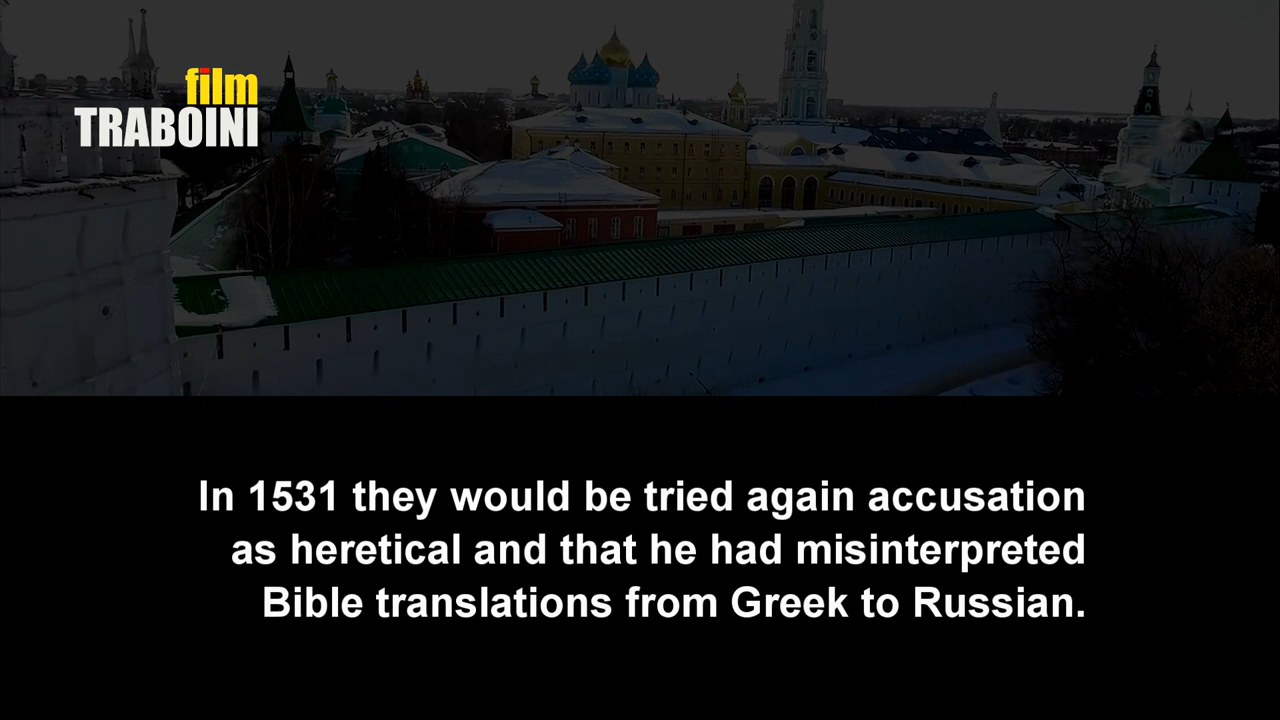 film
TRABOINI
In 1531 they would be tried again accusation
as heretical and that he had misinterpreted
Bible translations from Greek to Russian.